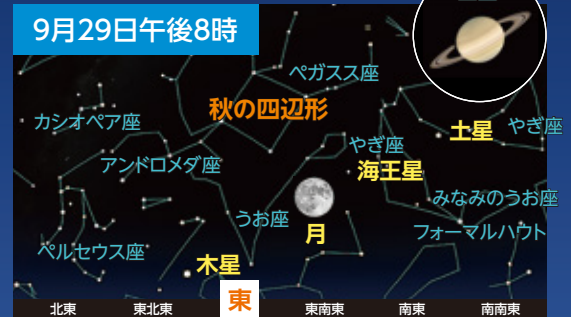 9月29日午後8時
ペガスス座
秋の四辺形
カシオペア座
土星
やぎ座
やぎ座
アンドロメダ座
海王星
みなみのうお座
うお座
月
フォーマルハウト
ペルセウス座
木星
北東
東北東
東
東南東
南東
南南東